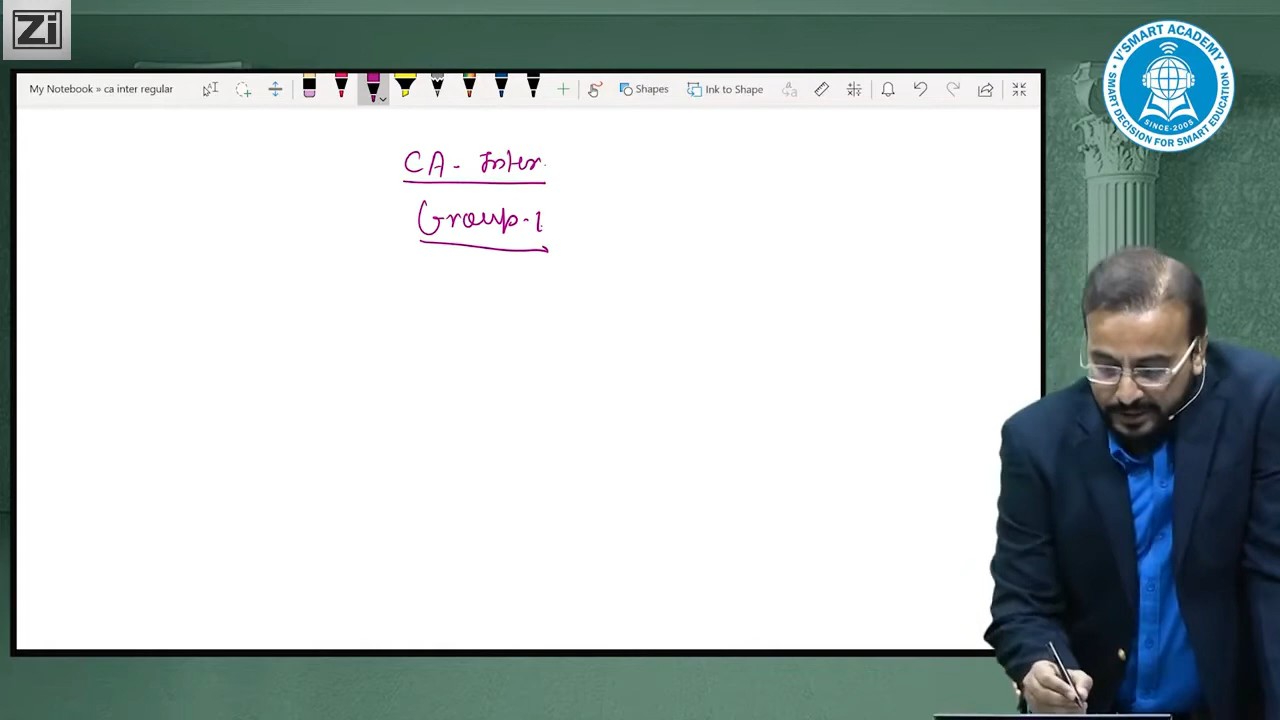 Zi
My Notebook » ca inter regular
Shapes
Ink to Shape
CA- Inter
Group-1
V'SMART ACADEMY
SINCE-2005
SMART DECISION FOR SMART EDUCATION